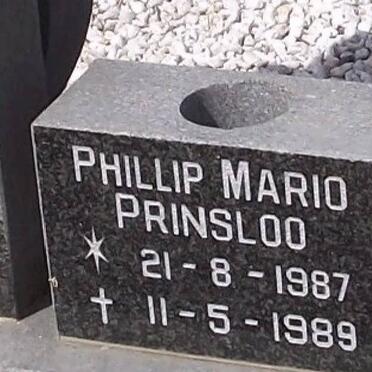 PHILLIP MARIO
PRINSLOO
* 21-8-1987
† 11-5-1989